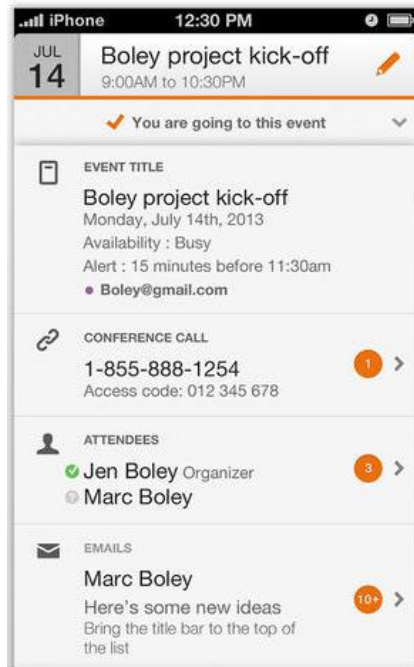 iPhone 12:30 PM
JUL
14
Boley project kick-off
9:00AM to 10:30PM
You are going to this event
EVENT TITLE
Boley project kick-off
Monday, July 14th, 2013
Availability : Busy
Alert : 15 minutes before 11:30am
Boley@gmail.com
CONFERENCE CALL
1-855-888-1254
Access code: 012 345 678
1
ATTENDEES
Jen Boley Organizer
Marc Boley
3
EMAILS
Marc Boley
Here's some new ideas
Bring the title bar to the top of
the list
10+